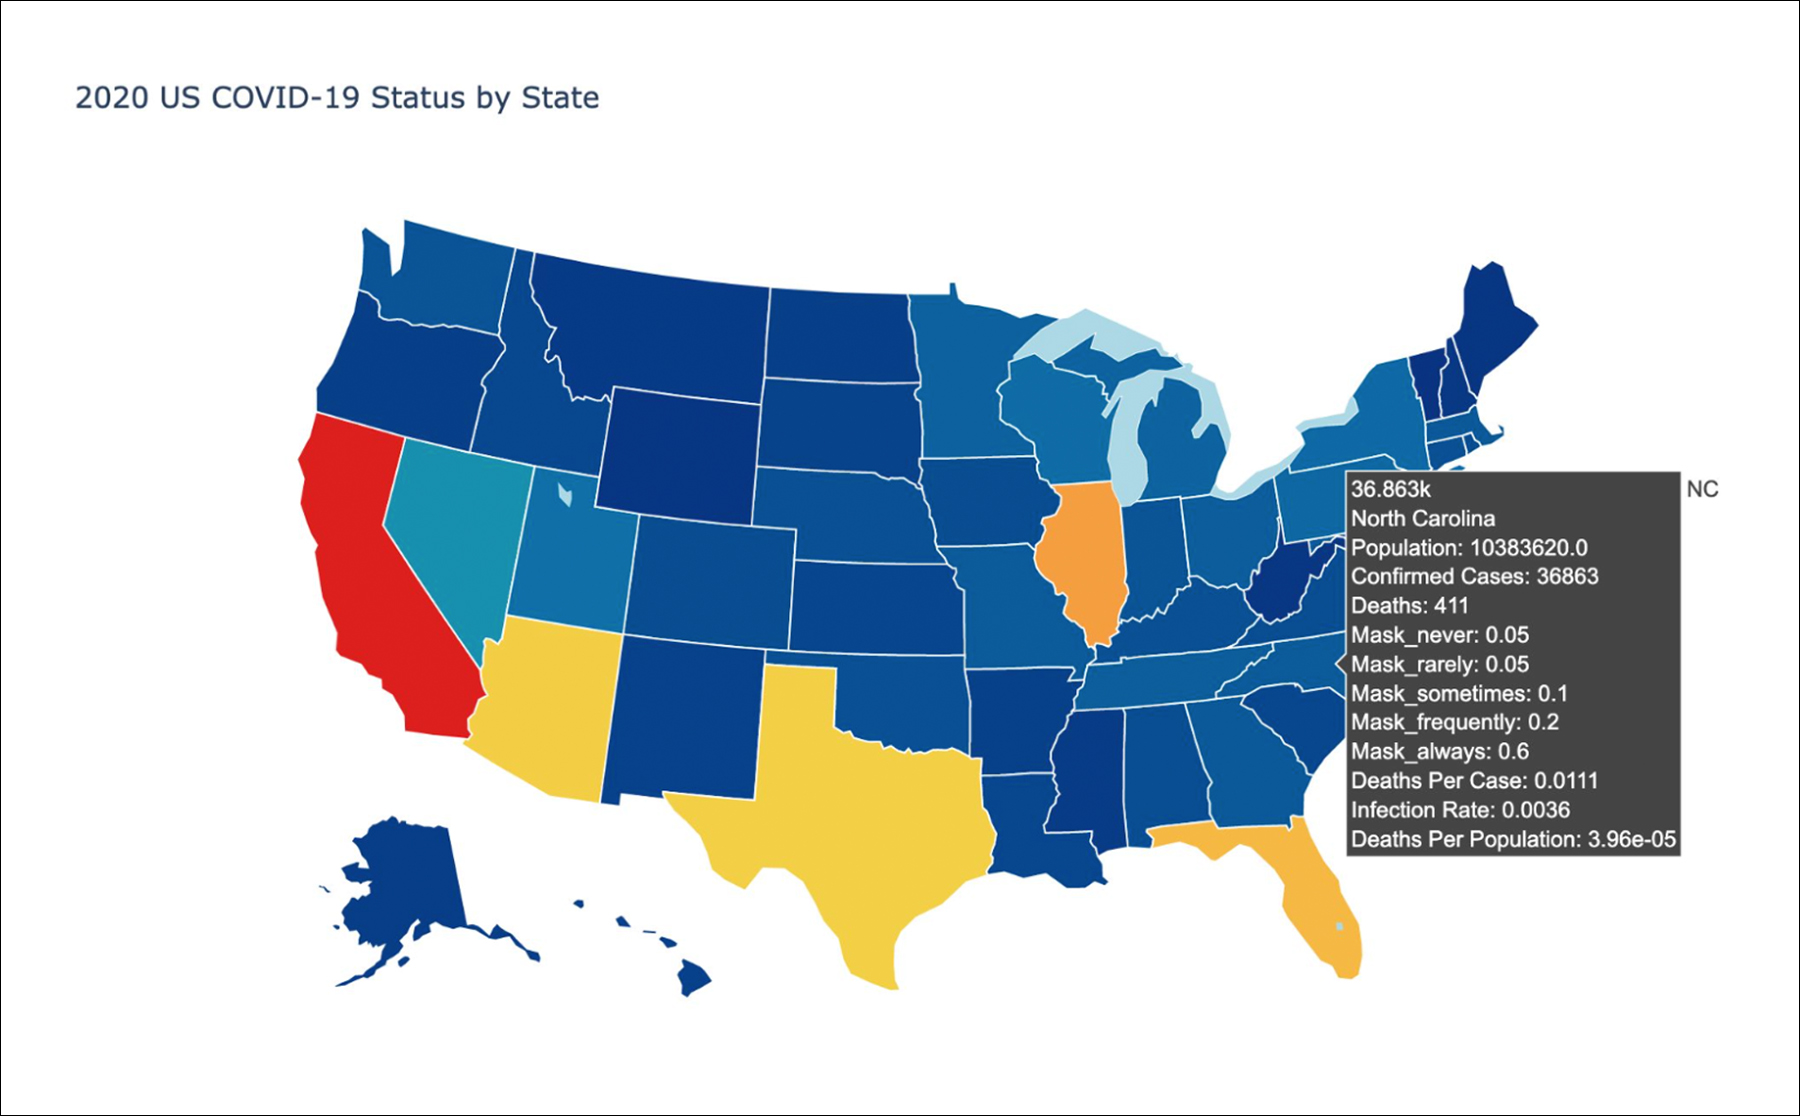 2020 US COVID-19 Status by State
36.863k
NC
North Carolina
Population: 10383620.0
Confirmed Cases: 36863
Deaths: 411
Mask_never: 0.05
Mask_rarely: 0.05
Mask_sometimes: 0.1
Mask_frequently: 0.2
Mask_always: 0.6
Deaths Per Case: 0.0111
Infection Rate: 0.0036
Deaths Per Population: 3.96e-05